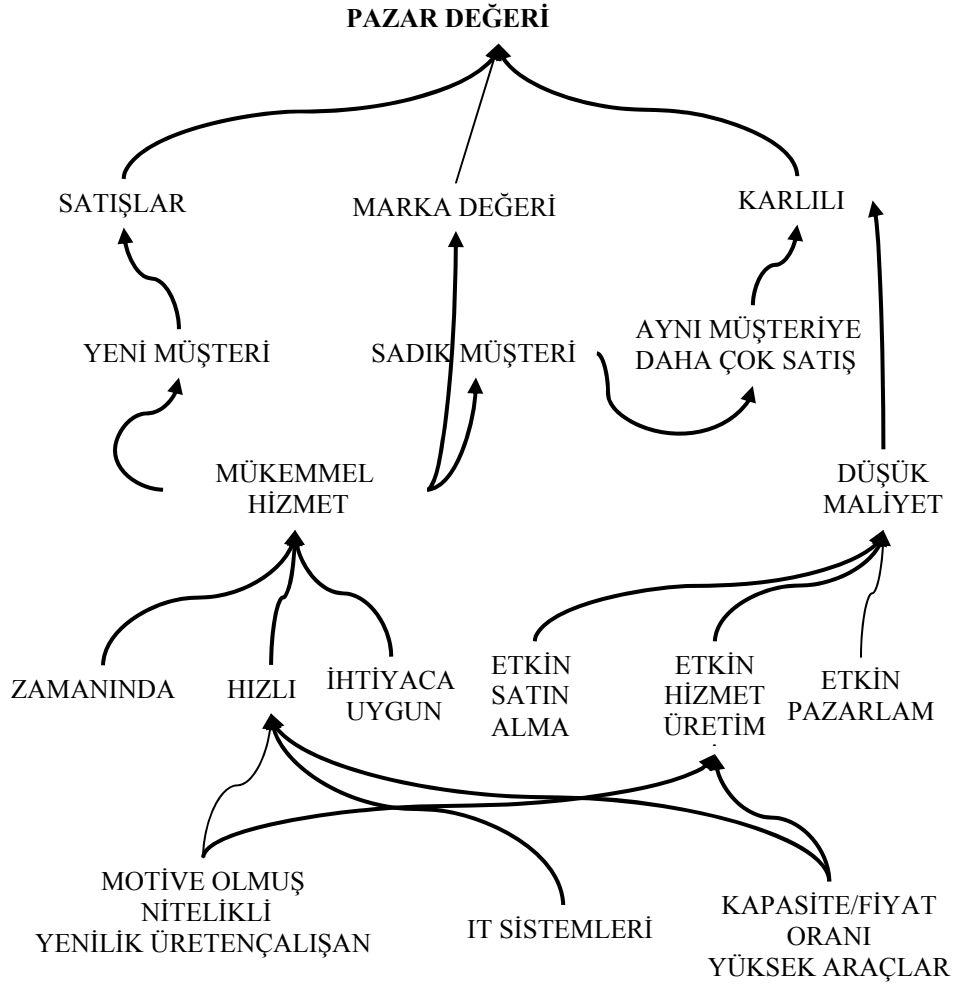 PAZAR DEĞERİ
SATIŞLAR
MARKA DEĞERİ
KARLILI
YENİ MÜŞTERİ
SADIK MÜŞTERİ
AYNI MÜŞTERİYE
DAHA ÇOK SATIŞ
MÜKEMMEL
HİZMET
DÜŞÜK
MALİYET
ZAMANINDA
HIZLI
İHTİYACA
UYGUN
ETKİN
SATIN
ALMA
ETKİN
HİZMET
ÜRETİM
ETKİN
PAZARLAM
MOTİVE OLMUŞ
NİTELİKLİ
YENİLİK ÜRETENÇALIŞAN
IT SİSTEMLERİ
KAPASİTE/FİYAT
ORANI
YÜKSEK ARAÇLAR